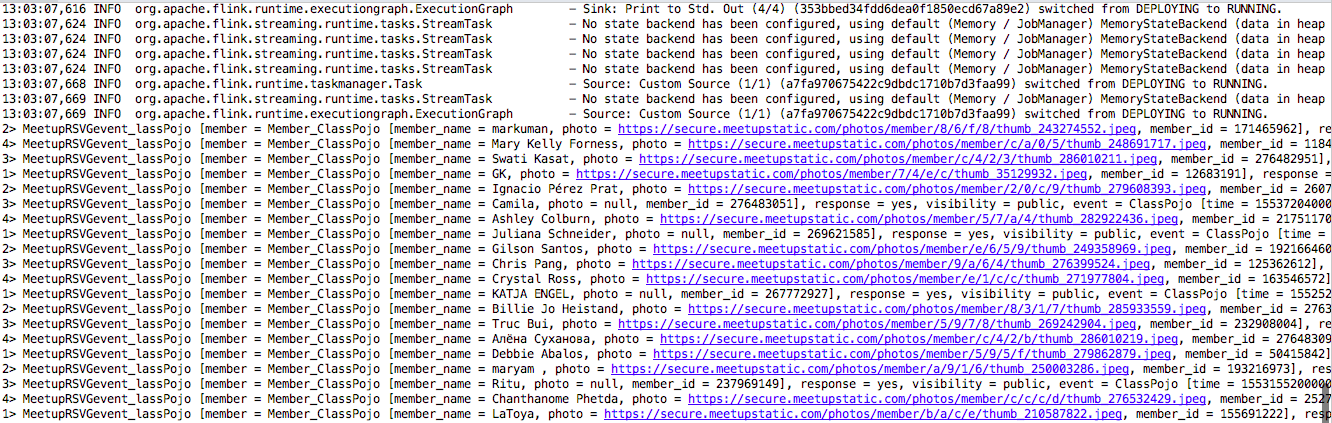 13:03:07,616 INFO org.apache.flink.runtime.executiongraph.ExecutionGraph - Sink: Print to Std. Out (4/4) (353bbed34fdd6dea0f1850ecd67a89e2) switched from DEPLOYING to RUNNING.
13:03:07,624 INFO org.apache.flink.streaming.runtime.tasks.StreamTask - No state backend has been configured, using default (Memory / JobManager) MemoryStateBackend (data in heap
13:03:07,624 INFO org.apache.flink.streaming.runtime.tasks.StreamTask - No state backend has been configured, using default (Memory / JobManager) MemoryStateBackend (data in heap
13:03:07,624 INFO org.apache.flink.streaming.runtime.tasks.StreamTask - No state backend has been configured, using default (Memory / JobManager) MemoryStateBackend (data in heap
13:03:07,624 INFO org.apache.flink.streaming.runtime.tasks.StreamTask - No state backend has been configured, using default (Memory / JobManager) MemoryStateBackend (data in heap
13:03:07,668 INFO org.apache.flink.runtime.taskmanager.Task - Source: Custom Source (1/1) (a7fa970675422c9dbdc1710b7d3faa99) switched from DEPLOYING to RUNNING.
13:03:07,669 INFO org.apache.flink.streaming.runtime.tasks.StreamTask - No state backend has been configured, using default (Memory / JobManager) MemoryStateBackend (data in heap
13:03:07,669 INFO org.apache.flink.runtime.executiongraph.ExecutionGraph - Source: Custom Source (1/1) (a7fa970675422c9dbdc1710b7d3faa99) switched from DEPLOYING to RUNNING.
2> MeetupRSVGevent_lassPojo [member = Member_ClassPojo [member_name = markuman, photo = https://secure.meetupstatic.com/photos/member/8/6/f/8/thumb_243274552.jpeg, member_id = 171465962], re
4> MeetupRSVGevent_lassPojo [member = Member_ClassPojo [member_name = Mary Kelly Forness, photo = https://secure.meetupstatic.com/photos/member/c/a/0/5/thumb_248691717.jpeg, member_id = 1184
3> MeetupRSVGevent_lassPojo [member = Member_ClassPojo [member_name = Swati Kasat, photo = https://secure.meetupstatic.com/photos/member/c/4/2/3/thumb_286010211.jpeg, member_id = 276482951],
1> MeetupRSVGevent_lassPojo [member = Member_ClassPojo [member_name = GK, photo = https://secure.meetupstatic.com/photos/member/7/4/e/c/thumb_35129932.jpeg, member_id = 12683191], response =
2> MeetupRSVGevent_lassPojo [member = Member_ClassPojo [member_name = Ignacio Pérez Prat, photo = https://secure.meetupstatic.com/photos/member/2/0/c/9/thumb_279608393.jpeg, member_id = 2607
3> MeetupRSVGevent_lassPojo [member = Member_ClassPojo [member_name = Camila, photo = null, member_id = 276483051], response = yes, visibility = public, event = ClassPojo [time = 15537204000
4> MeetupRSVGevent_lassPojo [member = Member_ClassPojo [member_name = Ashley Colburn, photo = https://secure.meetupstatic.com/photos/member/5/7/a/4/thumb_282922436.jpeg, member_id = 21751170
1> MeetupRSVGevent_lassPojo [member = Member_ClassPojo [member_name = Juliana Schneider, photo = null, member_id = 269621585], response = yes, visibility = public, event = ClassPojo [time =
2> MeetupRSVGevent_lassPojo [member = Member_ClassPojo [member_name = Gilson Santos, photo = https://secure.meetupstatic.com/photos/member/e/6/5/9/thumb_249358969.jpeg, member_id = 192166460
3> MeetupRSVGevent_lassPojo [member = Member_ClassPojo [member_name = Chris Pang, photo = https://secure.meetupstatic.com/photos/member/9/a/6/4/thumb_276399524.jpeg, member_id = 125362612],
4> MeetupRSVGevent_lassPojo [member = Member_ClassPojo [member_name = Crystal Ross, photo = https://secure.meetupstatic.com/photos/member/e/1/c/c/thumb_271977804.jpeg, member_id = 163546572]
1> MeetupRSVGevent_lassPojo [member = Member_ClassPojo [member_name = KATJA ENGEL, photo = null, member_id = 267772927], response = yes, visibility = public, event = ClassPojo [time = 155252
2> MeetupRSVGevent_lassPojo [member = Member_ClassPojo [member_name = Billie Jo Heistand, photo = https://secure.meetupstatic.com/photos/member/8/3/1/7/thumb_285933559.jpeg, member_id = 2763
3> MeetupRSVGevent_lassPojo [member = Member_ClassPojo [member_name = Truc Bui, photo = https://secure.meetupstatic.com/photos/member/5/9/7/8/thumb_269242904.jpeg, member_id = 232908004], re
4> MeetupRSVGevent_lassPojo [member = Member_ClassPojo [member_name = Алёна Суханова, photo = https://secure.meetupstatic.com/photos/member/c/4/2/b/thumb_286010219.jpeg, member_id = 27648309
1> MeetupRSVGevent_lassPojo [member = Member_ClassPojo [member_name = Debbie Abalos, photo = https://secure.meetupstatic.com/photos/member/5/9/5/f/thumb_279862879.jpeg, member_id = 50415842]
2> MeetupRSVGevent_lassPojo [member = Member_ClassPojo [member_name = maryam , photo = https://secure.meetupstatic.com/photos/member/a/9/1/6/thumb_250003286.jpeg, member_id = 193216973], resp
3> MeetupRSVGevent_lassPojo [member = Member_ClassPojo [member_name = Ritu, photo = null, member_id = 237969149], response = yes, visibility = public, event = ClassPojo [time = 1553155200000
4> MeetupRSVGevent_lassPojo [member = Member_ClassPojo [member_name = Chanthanome Phetda, photo = https://secure.meetupstatic.com/photos/member/c/c/c/d/thumb_276532429.jpeg, member_id = 2527
1> MeetupRSVGevent_lassPojo [member = Member_ClassPojo [member_name = LaToya, photo = https://secure.meetupstatic.com/photos/member/b/a/c/e/thumb_210587822.jpeg, member_id = 155691222], resp